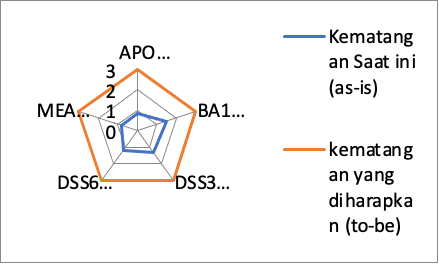 APO...
3
2
1
0
MEA...
BA1...
DSS6...
DSS3...
Kematang
an Saat ini
(as-is)
kematang
an yang
diharapka
n (to-be)